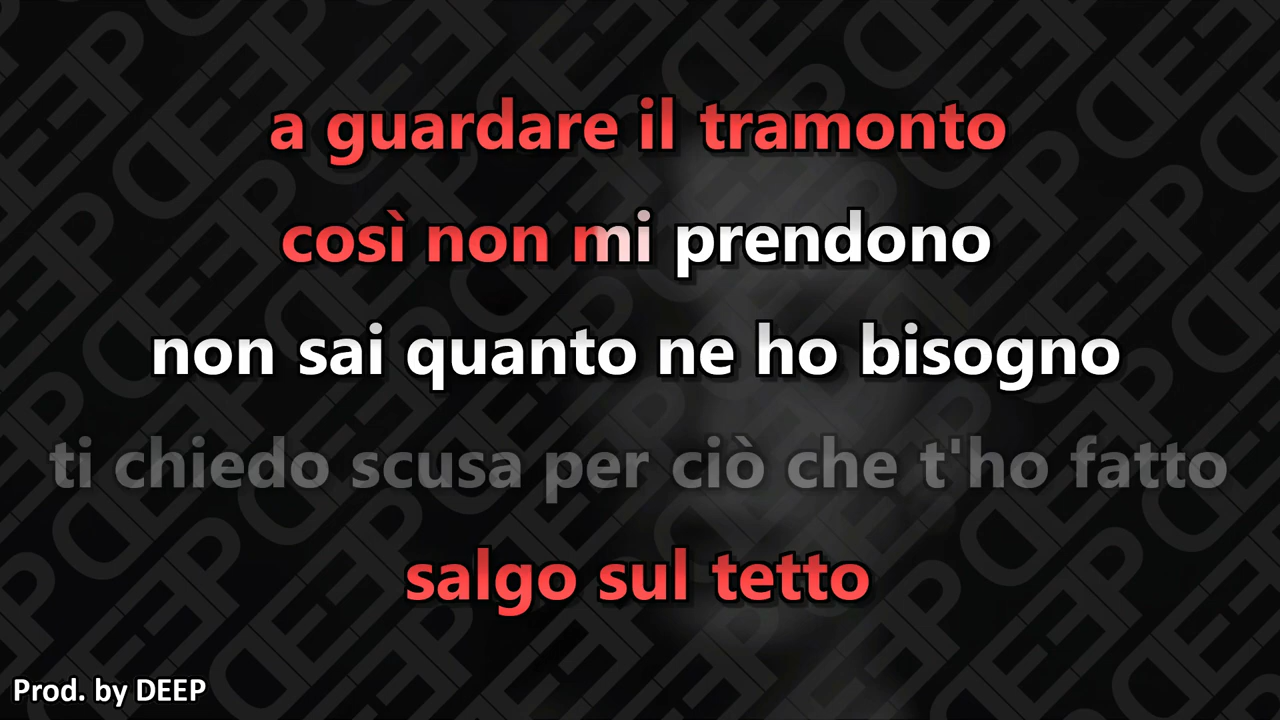 a guardare il tramonto
così non mi prendono
non sai quanto ne ho bisogno
ti chiedo scusa per ciò che t'ho fatto
salgo sul tetto
Prod. by DEEP